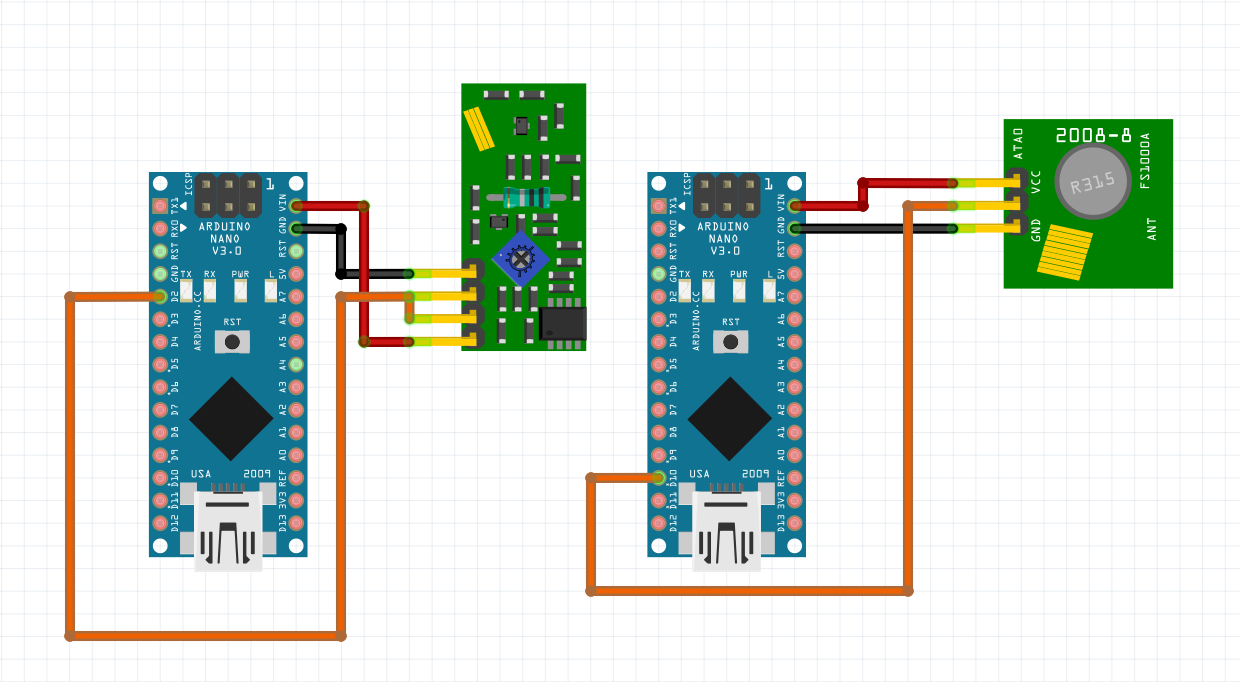 ICSP
1
TX1
RX0
RST
GND
D2
D3
D4
D5
D6
D7
D8
D9
D10
D11
D12
VIN
GND
RST
5V
A7
A6
A5
A4
A3
A2
A1
A0
REF
3V3
D13
ARDUINO
NANO
V3.0
TX RX PWR L
ARDUINO.CC
RST
USA 2009
ICSP
1
TX1
RX0
RST
GND
D2
D3
D4
D5
D6
D7
D8
D9
D10
D11
D12
VIN
GND
RST
5V
A7
A6
A5
A4
A3
A2
A1
A0
REF
3V3
D13
ARDUINO
NANO
V3.0
TX RX PWR L
ARDUINO.CC
RST
USA 2009
2008-8
ATAD
VCC
GND
R315
FS1000A
ANT